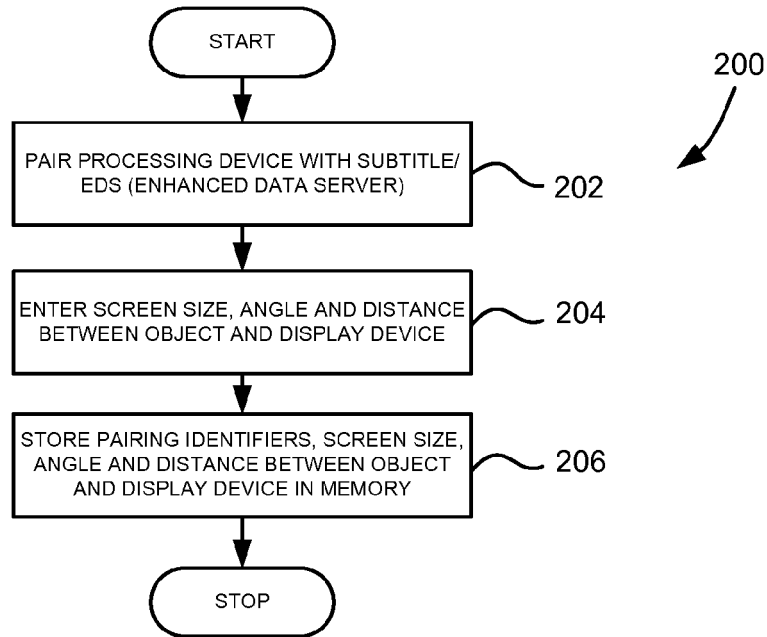 START
200
PAIR PROCESSING DEVICE WITH SUBTITLE/
EDS (ENHANCED DATA SERVER)
202
ENTER SCREEN SIZE, ANGLE AND DISTANCE
BETWEEN OBJECT AND DISPLAY DEVICE
204
STORE PAIRING IDENTIFIERS, SCREEN SIZE,
ANGLE AND DISTANCE BETWEEN OBJECT
AND DISPLAY DEVICE IN MEMORY
206
STOP